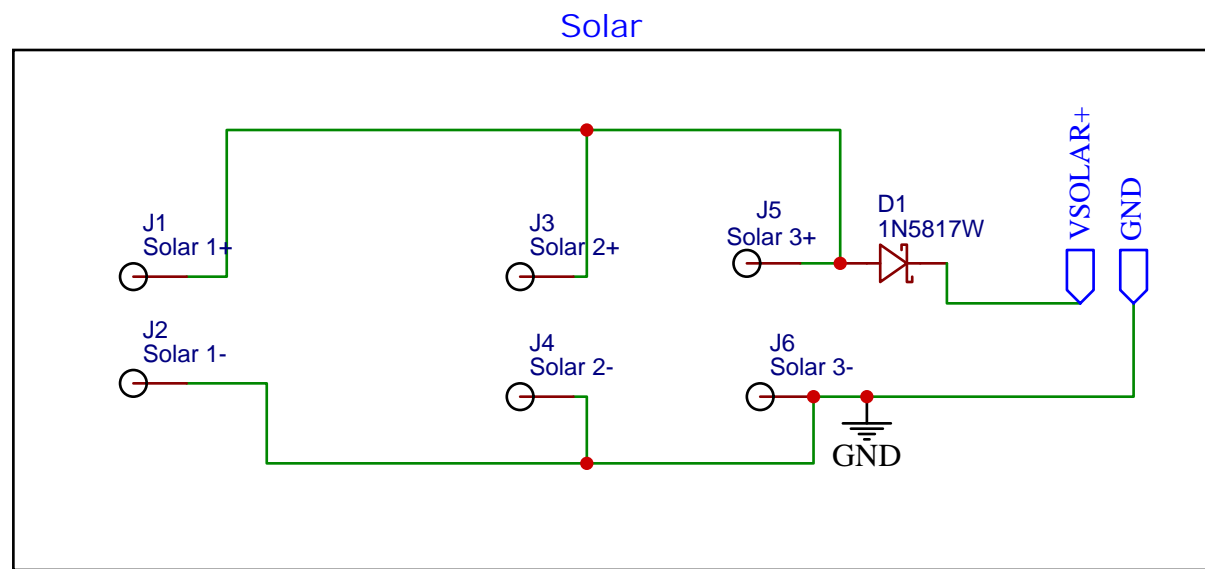 Solar
J1
Solar 1+
J3
Solar 2+
J5
Solar 3+
D1
1N5817W
VSOLAR+
GND
J2
Solar 1-
J4
Solar 2-
J6
Solar 3-
GND